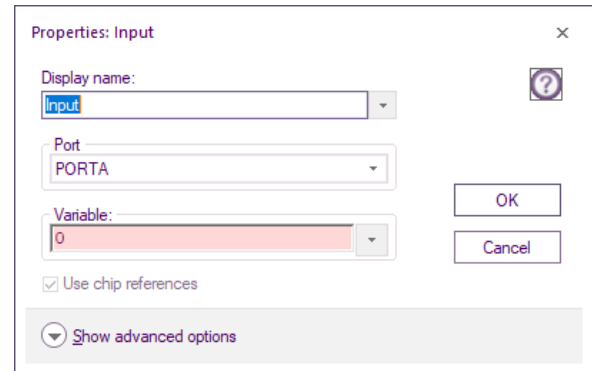 Properties: Input
Display name:
Input
Port
PORTA
Variable:
0
OK
Cancel
Use chip references
Show advanced options